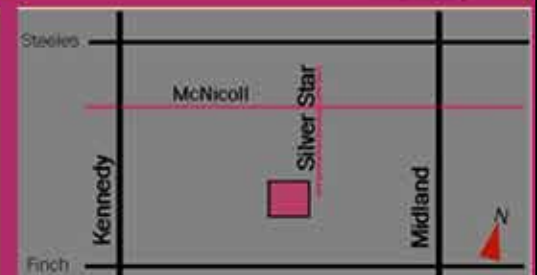 Steeles
McNicoll
Silver Star
Kennedy
Midland
N
Finch